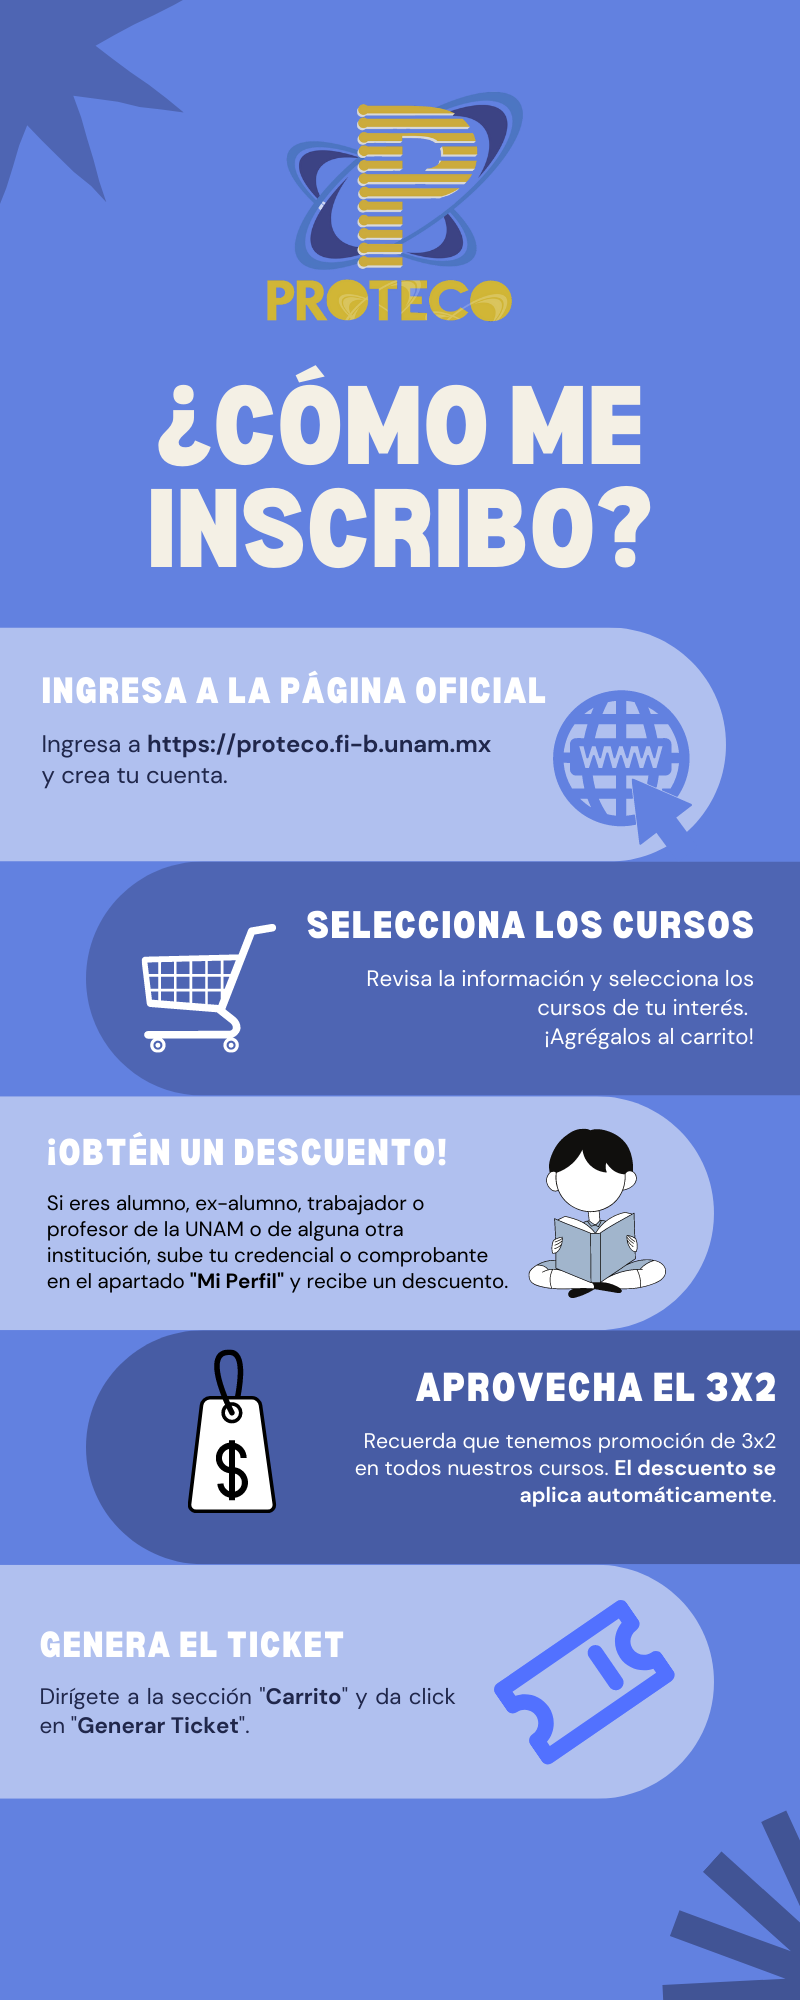 P
PROTECO
¿CÓMO ME
INSCRIBO?
INGRESA A LA PÁGINA OFICIAL
Ingresa a https://proteco.fi-b.unam.mx
y crea tu cuenta.
WWW
SELECCIONA LOS CURSOS
Revisa la información y selecciona los
cursos de tu interés.
¡Agrégalos al carrito!
¡OBTÉN UN DESCUENTO!
Si eres alumno, ex-alumno, trabajador o
profesor de la UNAM o de alguna otra
institución, sube tu credencial o comprobante
en el apartado "Mi Perfil" y recibe un descuento.
APROVECHA EL 3X2
Recuerda que tenemos promoción de 3x2
en todos nuestros cursos. El descuento se
aplica automáticamente.
$
GENERA EL TICKET
Dirígete a la sección "Carrito" y da click
en "Generar Ticket".